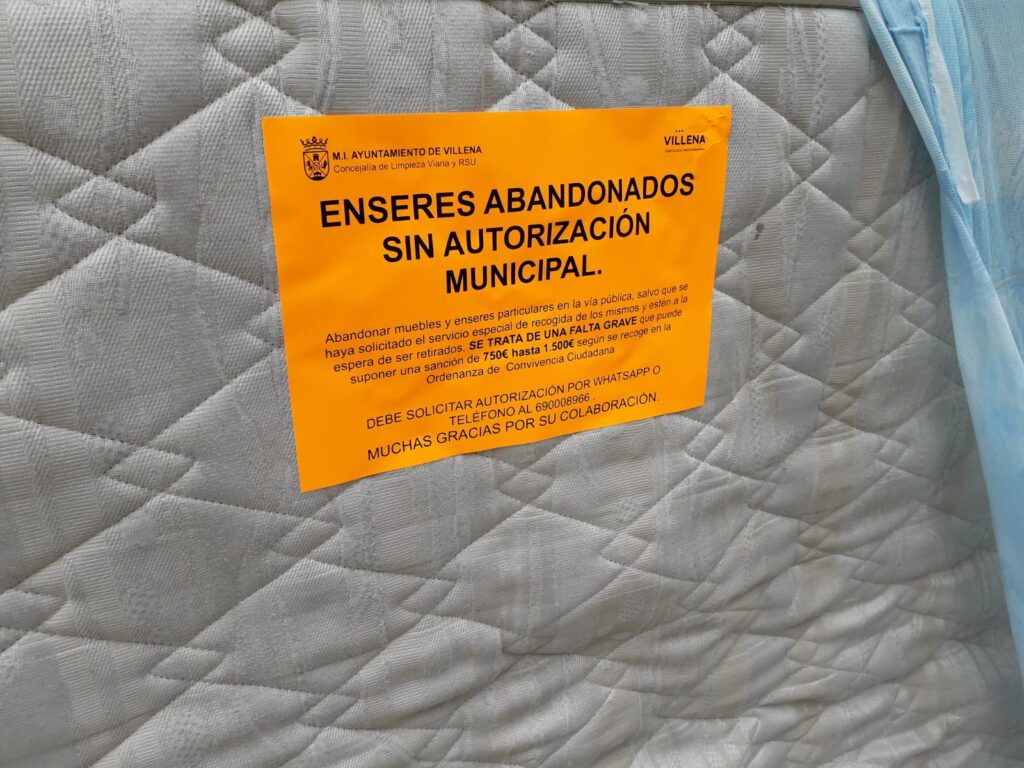 M.I. AYUNTAMIENTO DE VILLENA
Concejalía de Limpieza Viaria y RSU.
VILLENA
ENSERES ABANDONADOS
SIN AUTORIZACIÓN
MUNICIPAL.
Abandonar muebles y enseres particulares en la vía pública, salvo que se
haya solicitado el servicio especial de recogida de los mismos y estén a la
espera de ser retirados, SE TRATA DE UNA FALTA GRAVE que puede
suponer una sanción de 750€ hasta 1.500€ según se recoge en la
Ordenanza de Convivencia Ciudadana
DEBE SOLICITAR AUTORIZACIÓN POR WHATSAPP O
TELÉFONO AL 690008966 .
MUCHAS GRACIAS POR SU COLABORACIÓN.